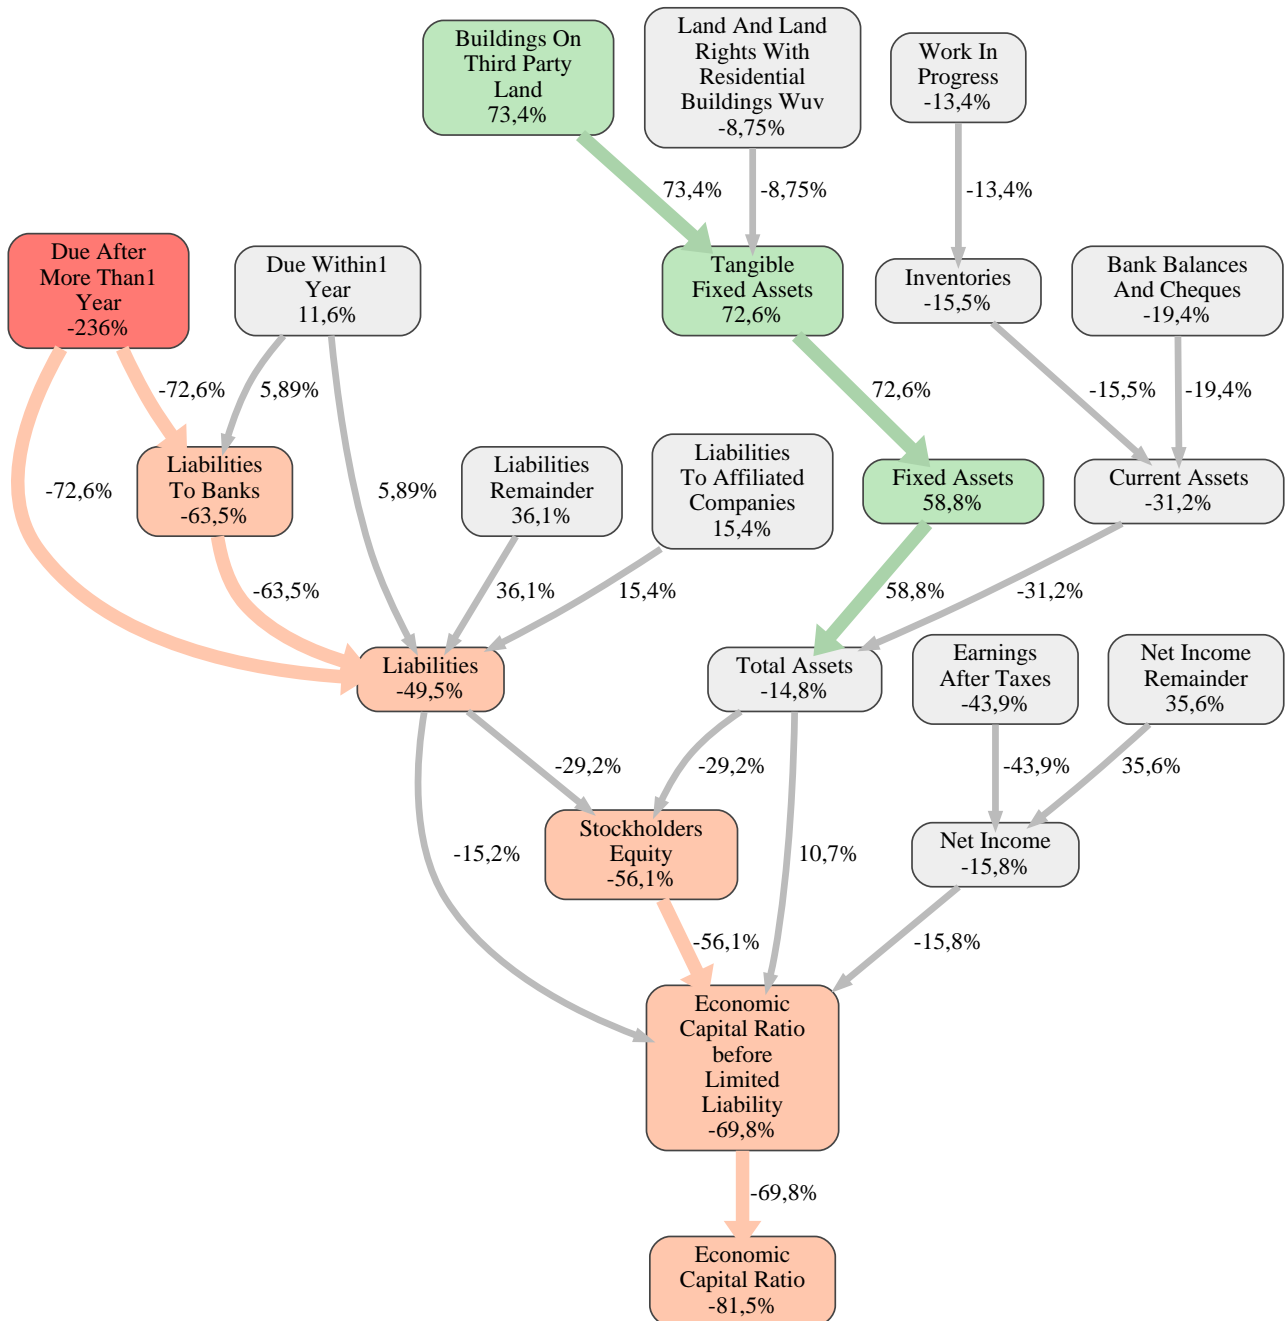 Buildings On
Third Party
Land
73,4%
Land And Land
Rights With
Residential
Buildings Wuv
-8,75%
Work In
Progress
-13,4%
73,4%
-8,75%
-13,4%
Due After
More Than1
Year
-236%
Due Within1
Year
11,6%
Tangible
Fixed Assets
72,6%
Inventories
-15,5%
Bank Balances
And Cheques
-19,4%
-72,6%
5,89%
72,6%
-15,5%
-19,4%
Liabilities
To Banks
-63,5%
Liabilities
Remainder
36,1%
Liabilities
To Affiliated
Companies
15,4%
Fixed Assets
58,8%
Current Assets
-31,2%
-72,6%
5,89%
-63,5%
36,1%
15,4%
58,8%
-31,2%
Liabilities
-49,5%
Total Assets
-14,8%
Earnings
After Taxes
-43,9%
Net Income
Remainder
35,6%
-29,2%
-29,2%
-43,9%
35,6%
Stockholders
Equity
-56,1%
Net Income
-15,8%
-15,2%
10,7%
-56,1%
-15,8%
Economic
Capital Ratio
before
Limited
Liability
-69,8%
-69,8%
Economic
Capital Ratio
-81,5%